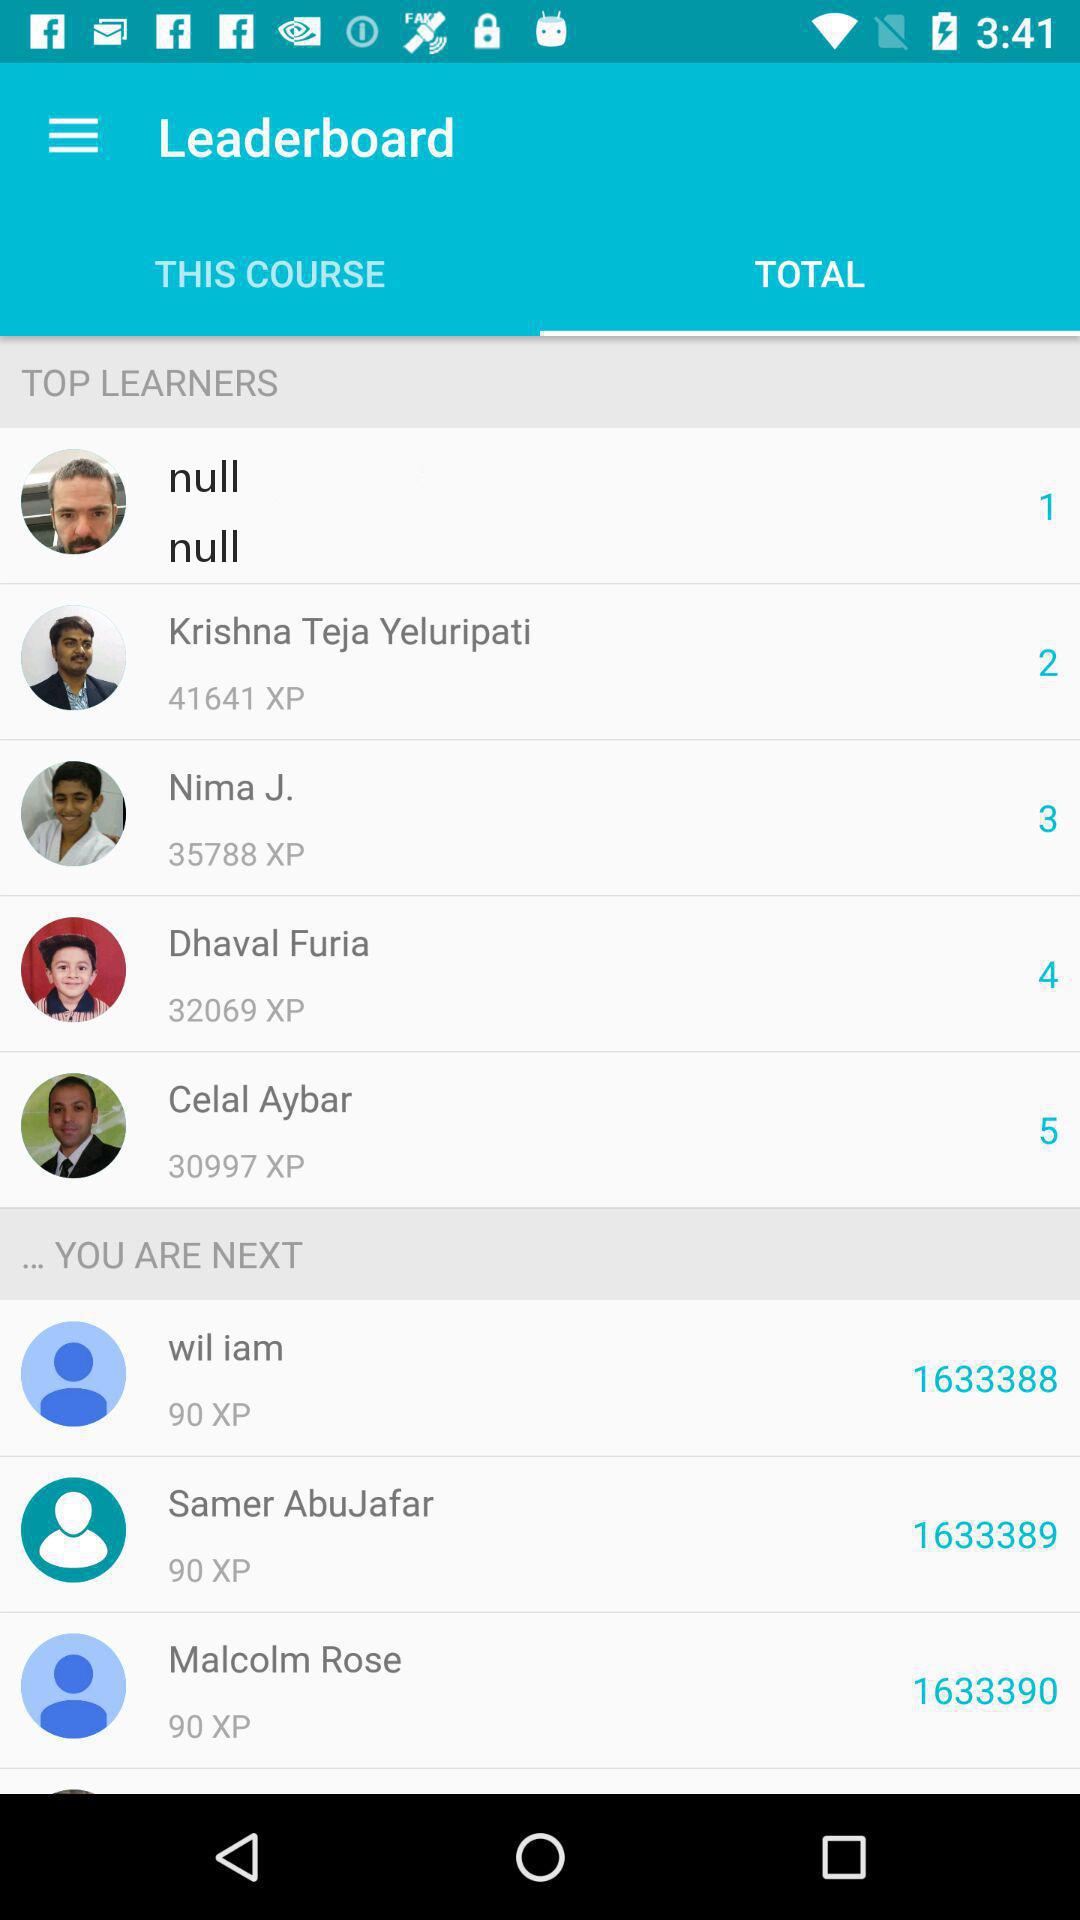 FAKE
3:41
Leaderboard
THIS COURSE
TOTAL
TOP LEARNERS
null
null
1
Krishna Teja Yeluripati
41641 XP
2
Nima J.
35788 XP
3
Dhaval Furia
32069 XP
4
Celal Aybar
30997 XP
5
... YOU ARE NEXT
wil iam
90 XP
1633388
Samer AbuJafar
90 XP
1633389
Malcolm Rose
90 XP
1633390